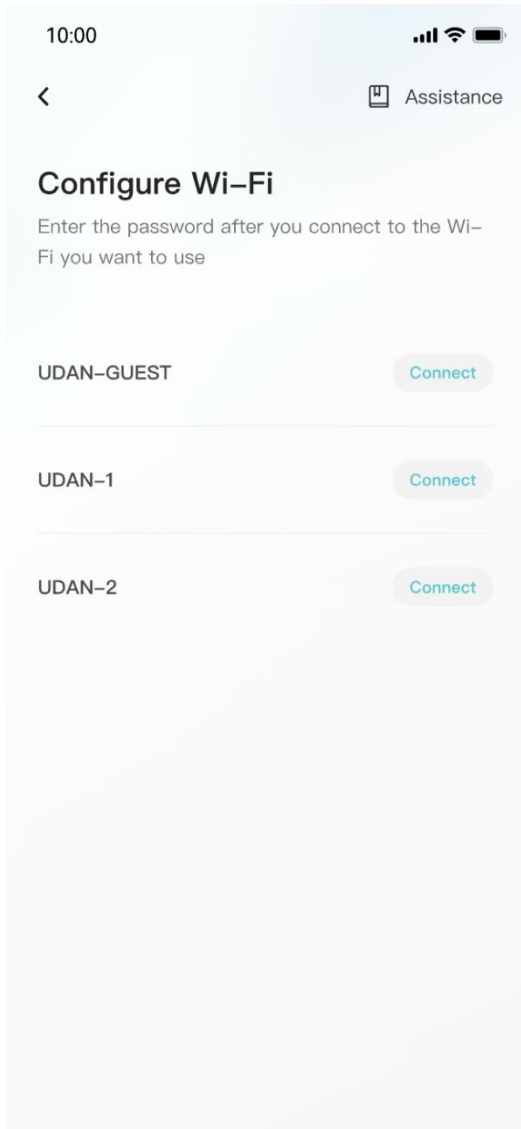 10:00
Assistance
Configure Wi–Fi
Enter the password after you connect to the Wi–
Fi you want to use
UDAN–GUEST
Connect
UDAN–1
Connect
UDAN–2
Connect